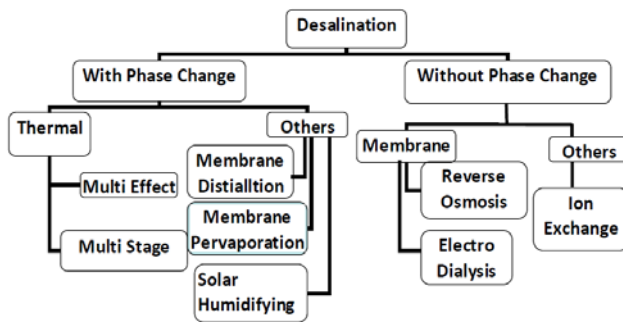 Desalination
With Phase Change
Without Phase Change
Thermal
Others
Multi Effect
Multi Stage
Membrane
Distialltion
Membrane
Pervaporation
Solar
Humidifying
Membrane
Others
Reverse
Osmosis
Electro
Dialysis
Ion
Exchange